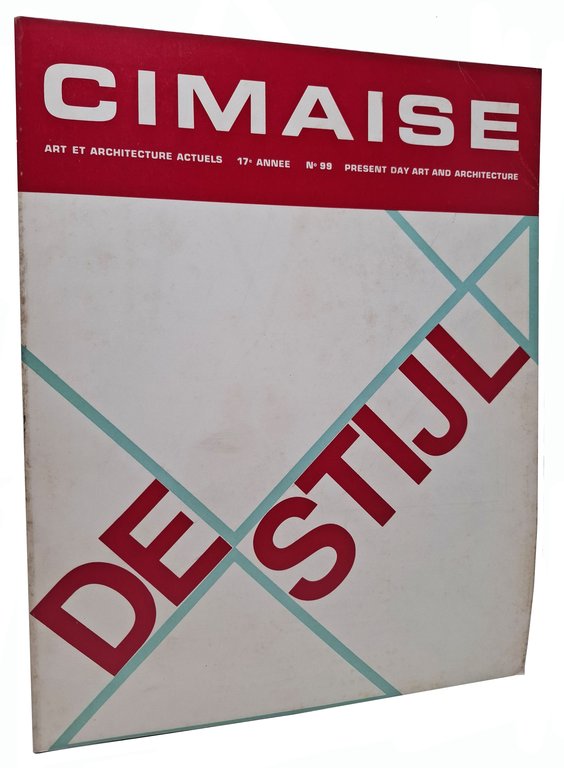 CIMAISE
ART ET ARCHITECTURE ACTUELS 17e ANNEE No 99 PRESENT DAY ART AND ARCHITECTURE
DE STIJL